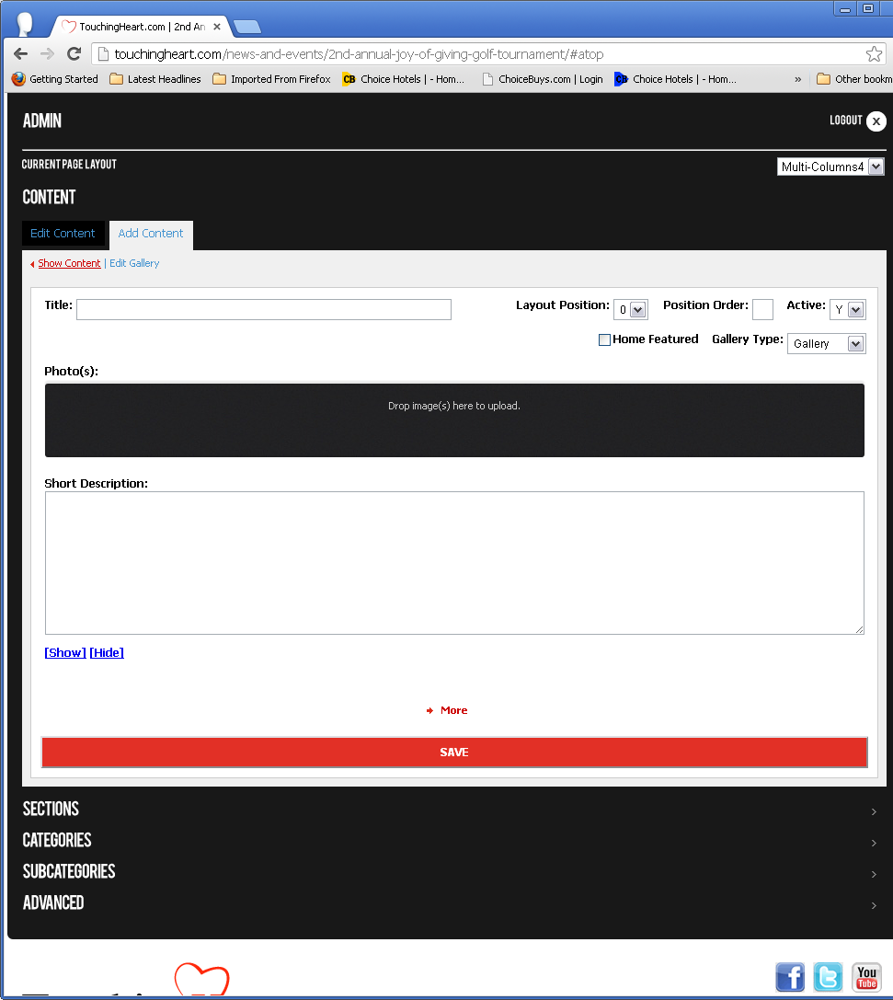 TouchingHeart.com | 2nd An
touchingheart.com/news-and-events/2nd-annual-joy-of-giving-golf-tournament/#atop
Getting Started Latest Headlines Imported From Firefox CB Choice Hotels | - Hom... ChoiceBuys.com | Login CB Choice Hotels | - Hom... » Other bookm
ADMIN LOGOUT X
CURRENT PAGE LAYOUT Multi-Columns4
CONTENT
Edit Content Add Content
Show Content | Edit Gallery
Title: Layout Position: 0 Position Order: Active: Y
Home Featured Gallery Type: Gallery
Photo(s):
Drop image(s) here to upload.
Short Description:
[Show] [Hide]
More
SAVE
SECTIONS
CATEGORIES
SUBCATEGORIES
ADVANCED
f t You Tube